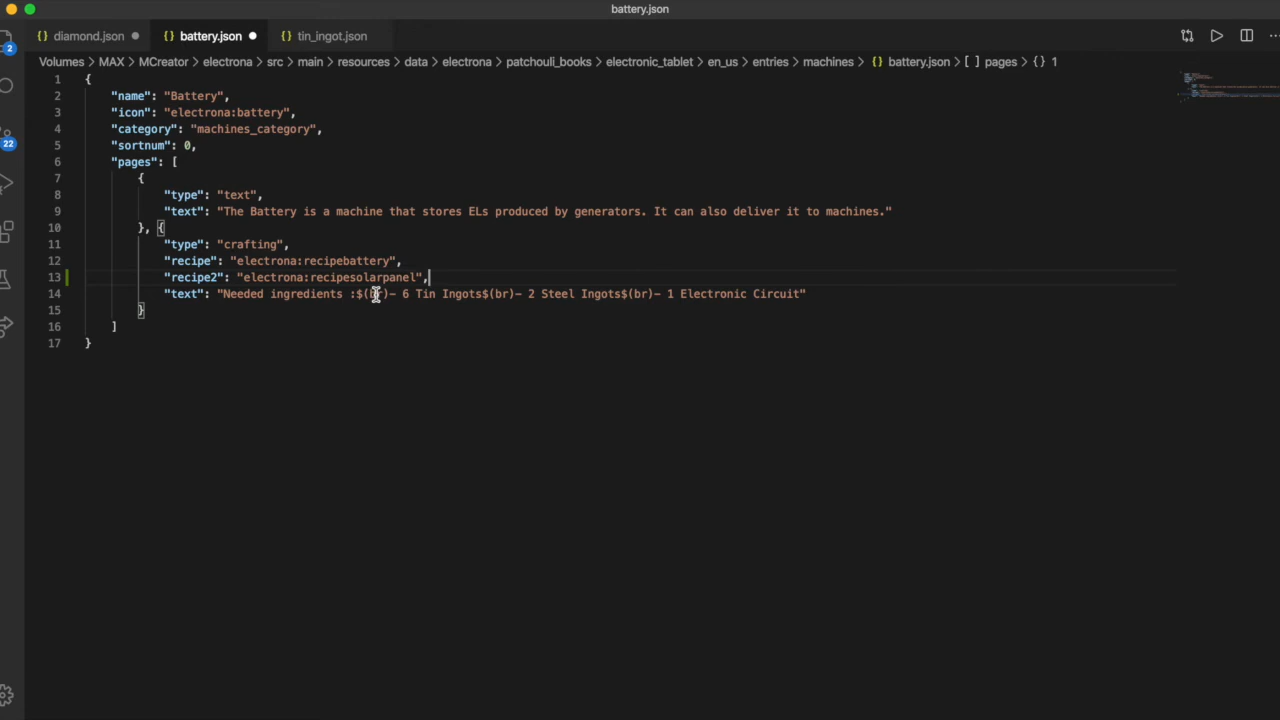 battery.json
{} diamond.json ● {} battery.json ● {} tin_ingot.json
Volumes > MAX > MCreator > electrona > src > main > resources > data > electrona > patchouli_books > electronic_tablet > en_us > entries > machines > {} battery.json > [ ] pages > {} 1
1 {
2 "name": "Battery",
3 "icon": "electrona:battery",
4 "category": "machines_category",
5 "sortnum": 0,
6 "pages": [
7 {
8 "type": "text",
9 "text": "The Battery is a machine that stores ELs produced by generators. It can also deliver it to machines."
10 }, {
11 "type": "crafting",
12 "recipe": "electrona:recipebattery",
13 "recipe2": "electrona:recipesolarpanel",
14 "text": "Needed ingredients :$(br)- 6 Tin Ingots$(br)- 2 Steel Ingots$(br)- 1 Electronic Circuit"
15 }
16 ]
17 }
2
22